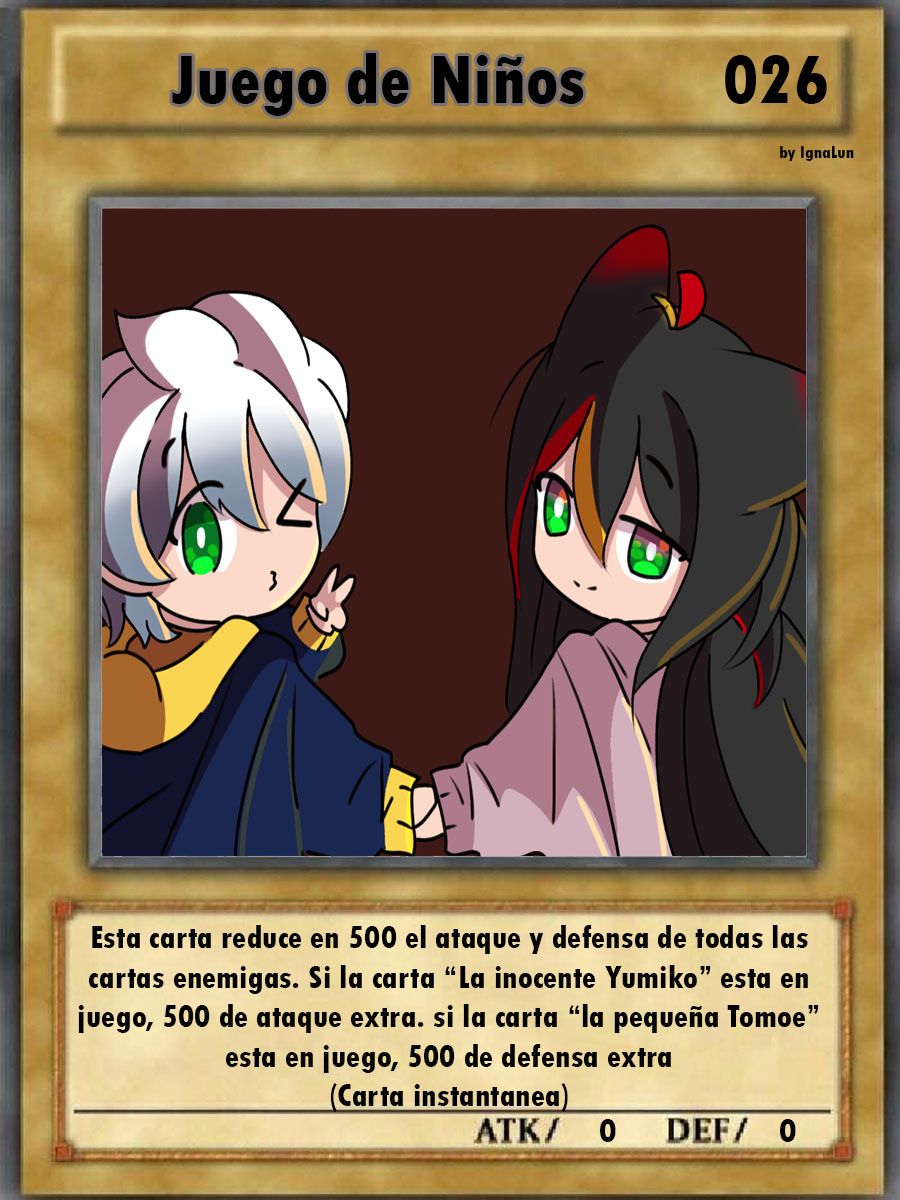 Juego de Niños 026
by IgnaLun
Esta carta reduce en 500 el ataque y defensa de todas las
cartas enemigas. Si la carta “La inocente Yumiko” esta en
juego, 500 de ataque extra. si la carta “la pequeña Tomoe”
esta en juego, 500 de defensa extra
(Carta instantanea)
ATK/ 0 DEF/ 0